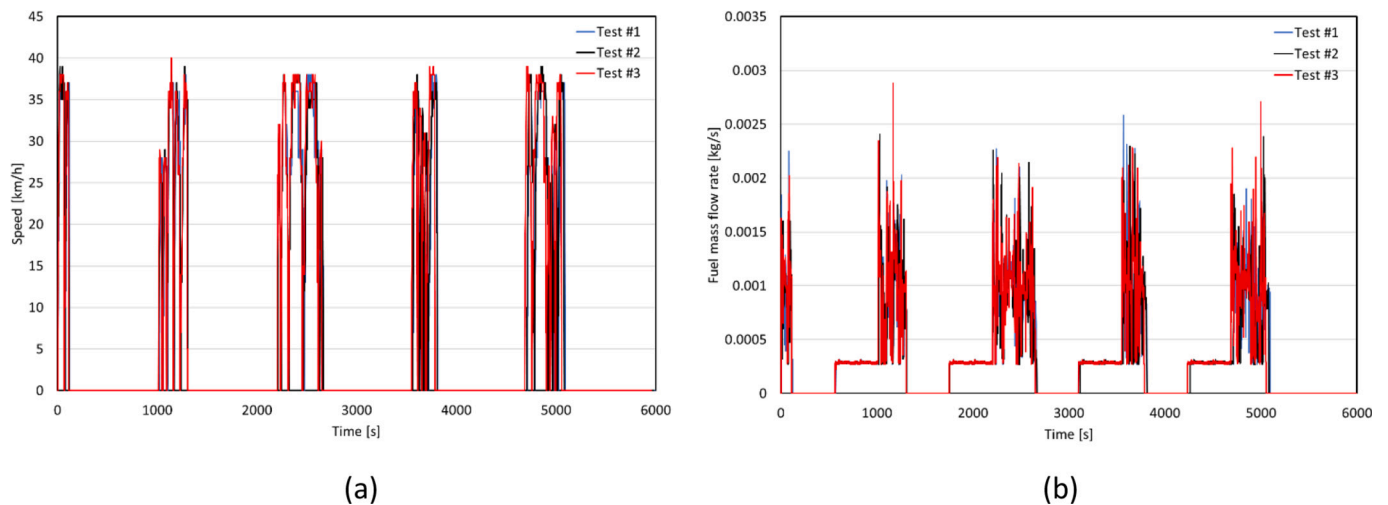 45
40
35
30
25
20
15
10
5
0
Speed [km/h]
0 1000 2000 3000 4000 5000 6000
Time [s]
Test #1
Test #2
Test #3
(a)
0.0035
0.003
0.0025
0.002
0.0015
0.001
0.0005
0
Fuel mass flow rate [kg/s]
0 1000 2000 3000 4000 5000 6000
Time [s]
Test #1
Test #2
Test #3
(b)